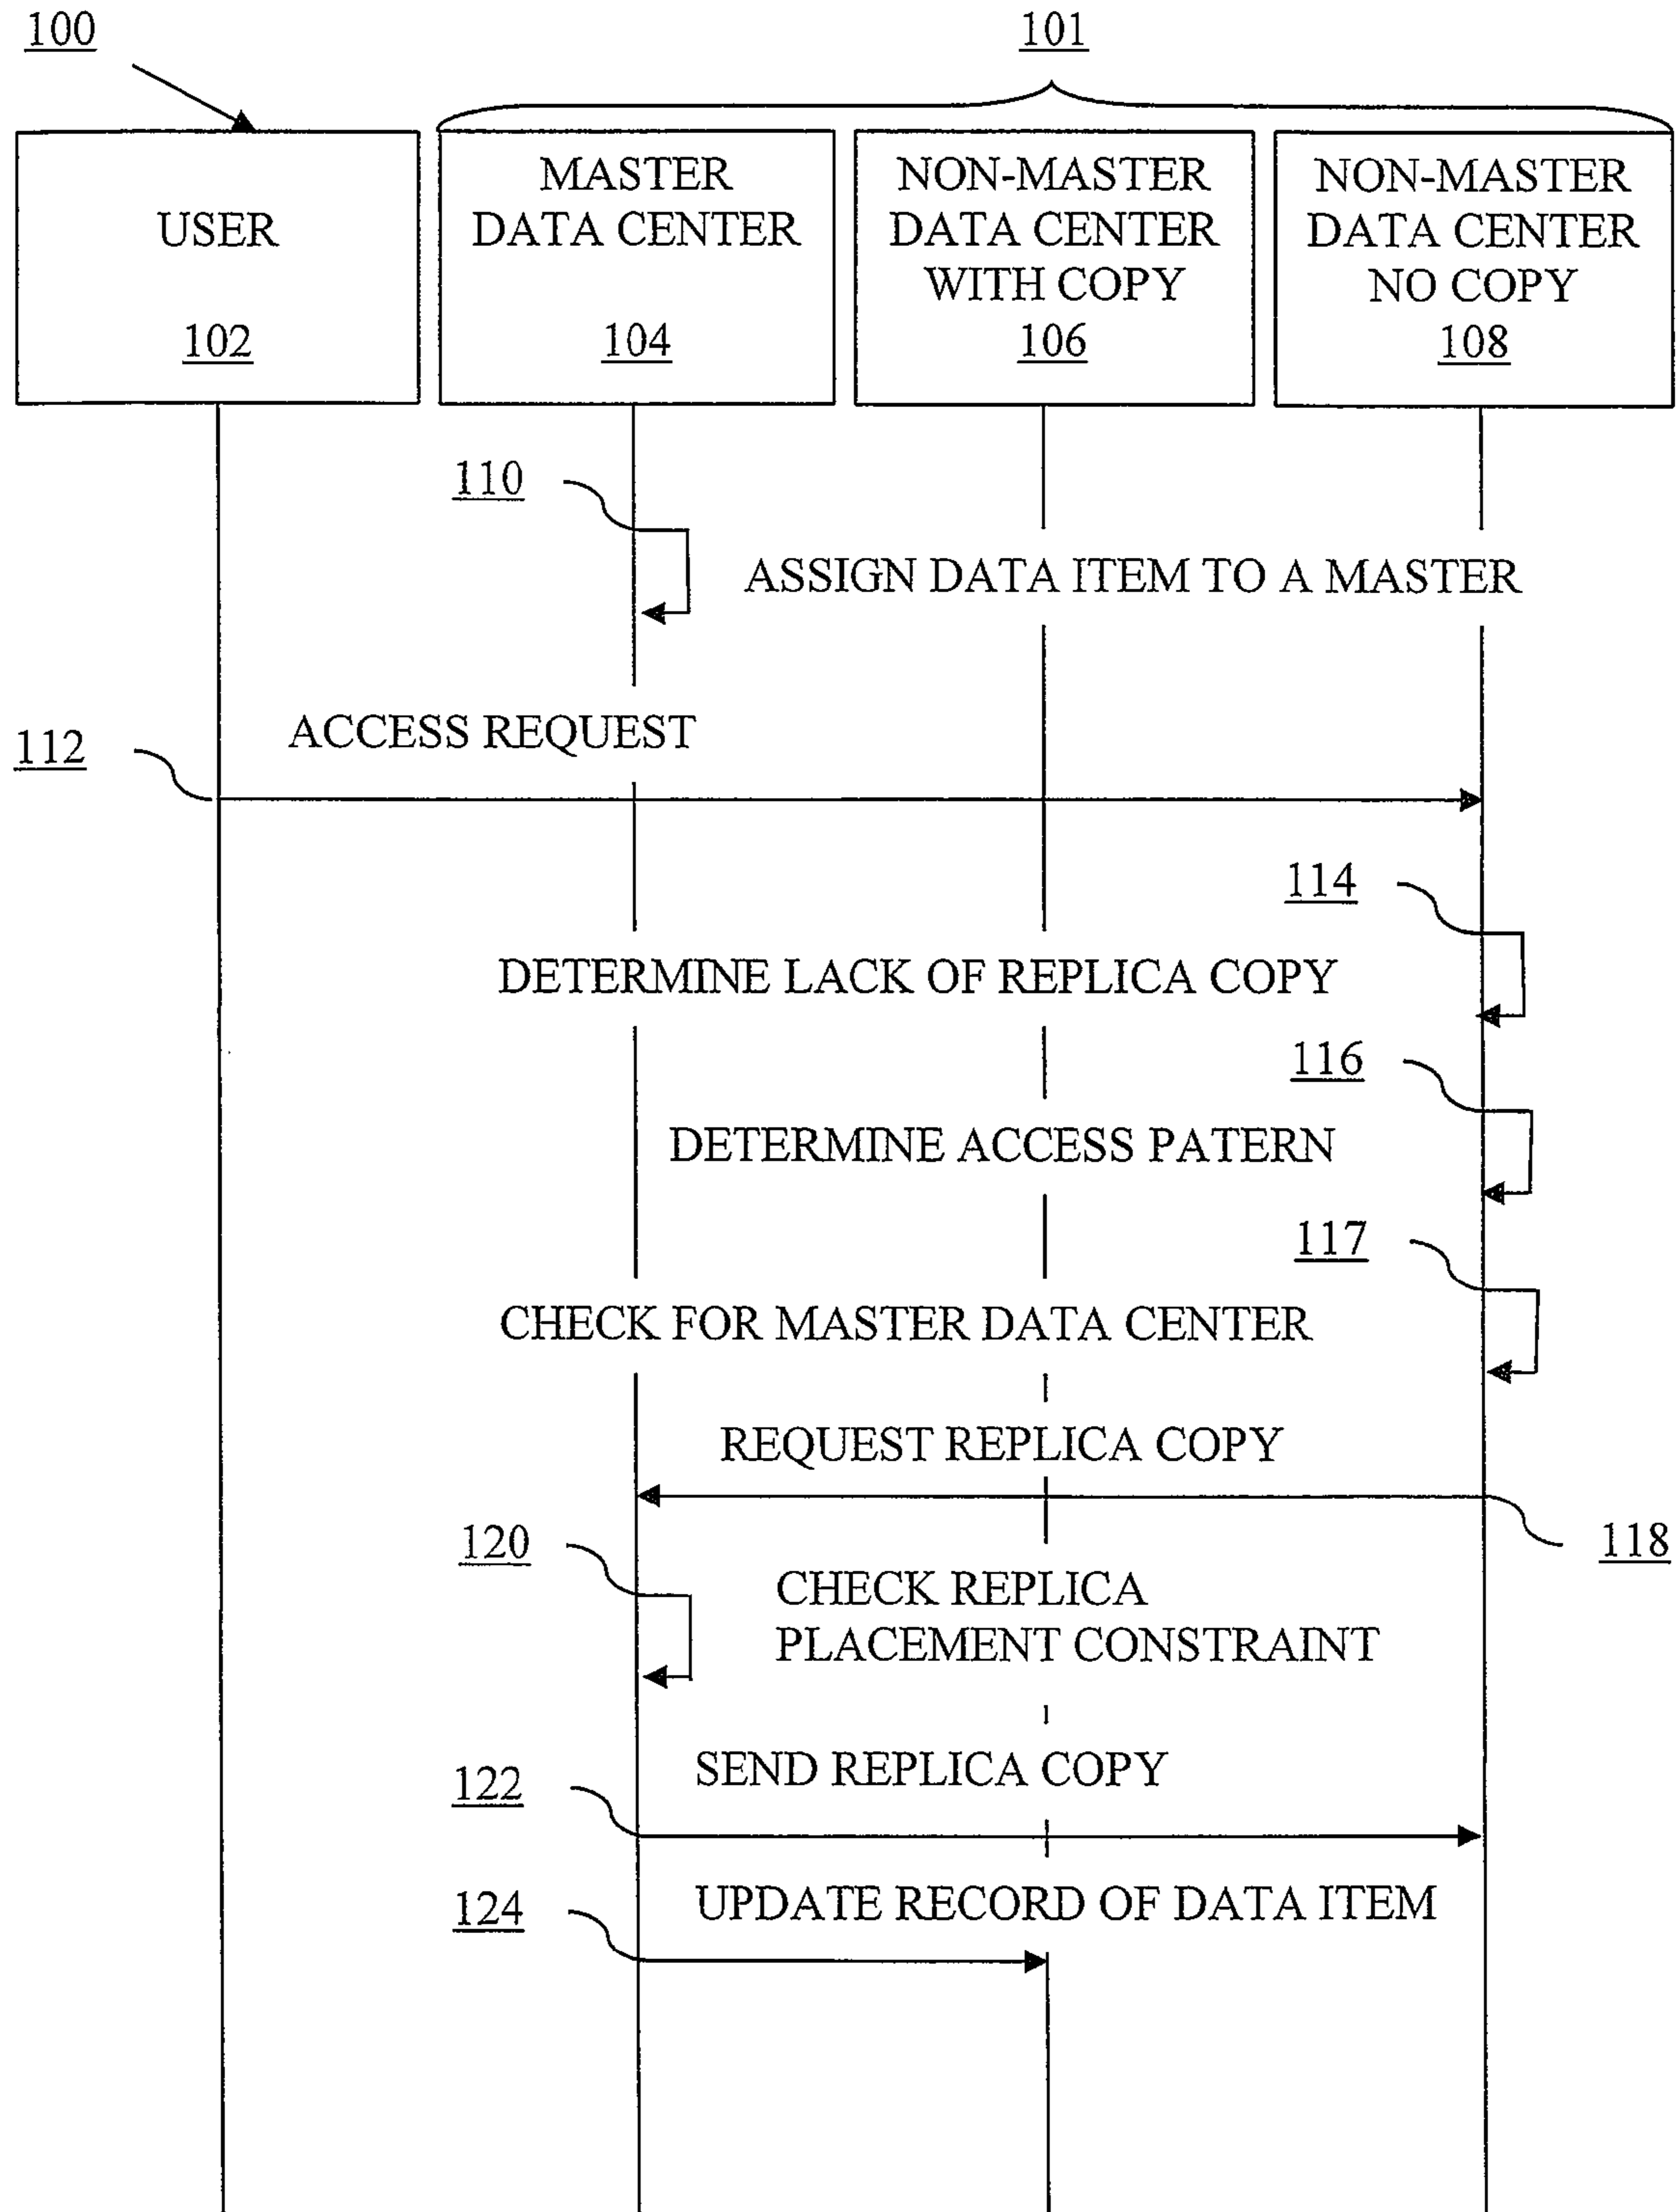 100
101
USER
102
MASTER
DATA CENTER
104
NON-MASTER
DATA CENTER
WITH COPY
106
NON-MASTER
DATA CENTER
NO COPY
108
110
ASSIGN DATA ITEM TO A MASTER
ACCESS REQUEST
112
114
DETERMINE LACK OF REPLICA COPY
116
DETERMINE ACCESS PATERN
117
CHECK FOR MASTER DATA CENTER
REQUEST REPLICA COPY
118
120
CHECK REPLICA
PLACEMENT CONSTRAINT
SEND REPLICA COPY
122
UPDATE RECORD OF DATA ITEM
124